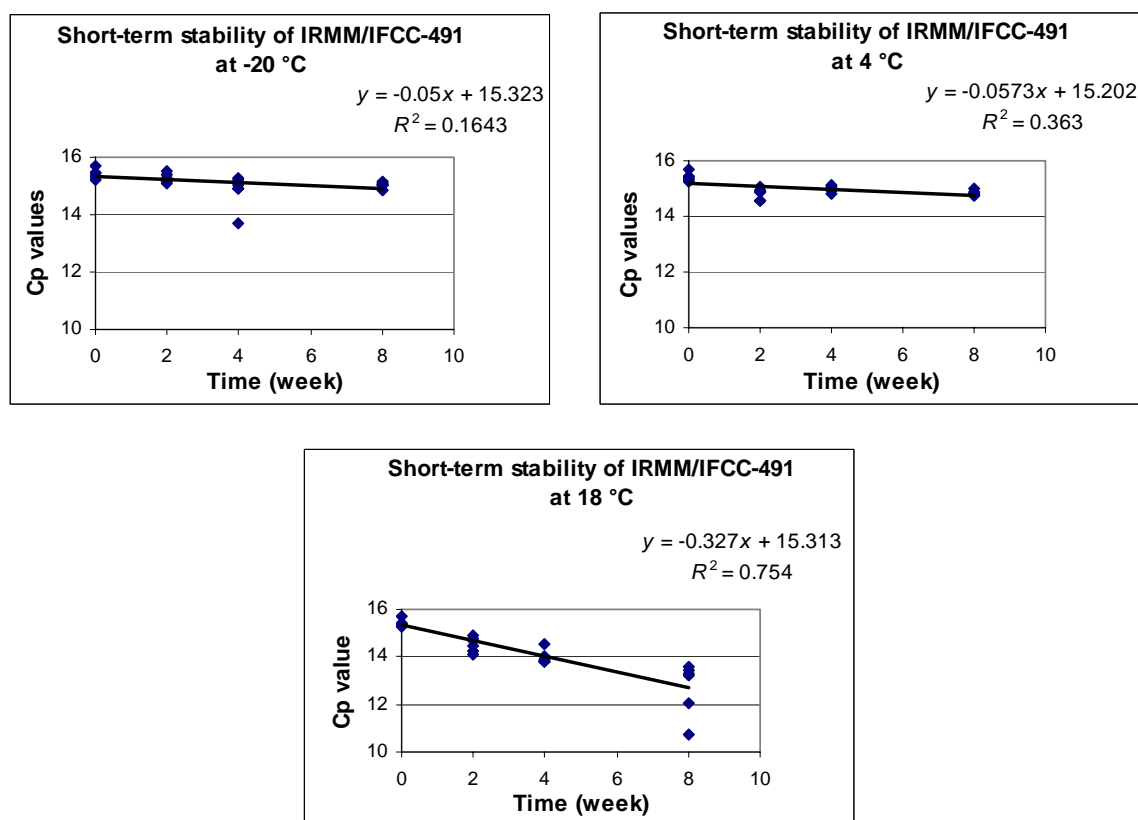 Short-term stability of IRMM/IFCC-491
at -20 °C
y = -0.05x + 15.323
R² = 0.1643
16
14
12
10
0 2 4 6 8 10
Cp values
Time (week)
Short-term stability of IRMM/IFCC-491
at 4 °C
y = -0.0573x + 15.202
R² = 0.363
16
14
12
10
0 2 4 6 8 10
Cp values
Time (week)
Short-term stability of IRMM/IFCC-491
at 18 °C
y = -0.327x + 15.313
R² = 0.754
16
14
12
10
0 2 4 6 8 10
Cp value
Time (week)